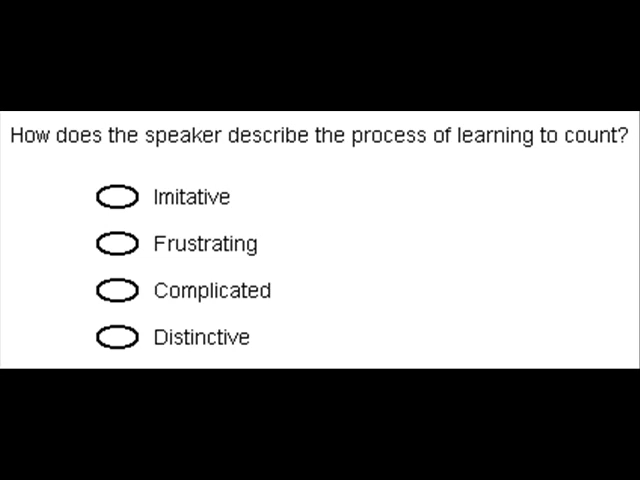 How does the speaker describe the process of learning to count?
Imitative
Frustrating
Complicated
Distinctive